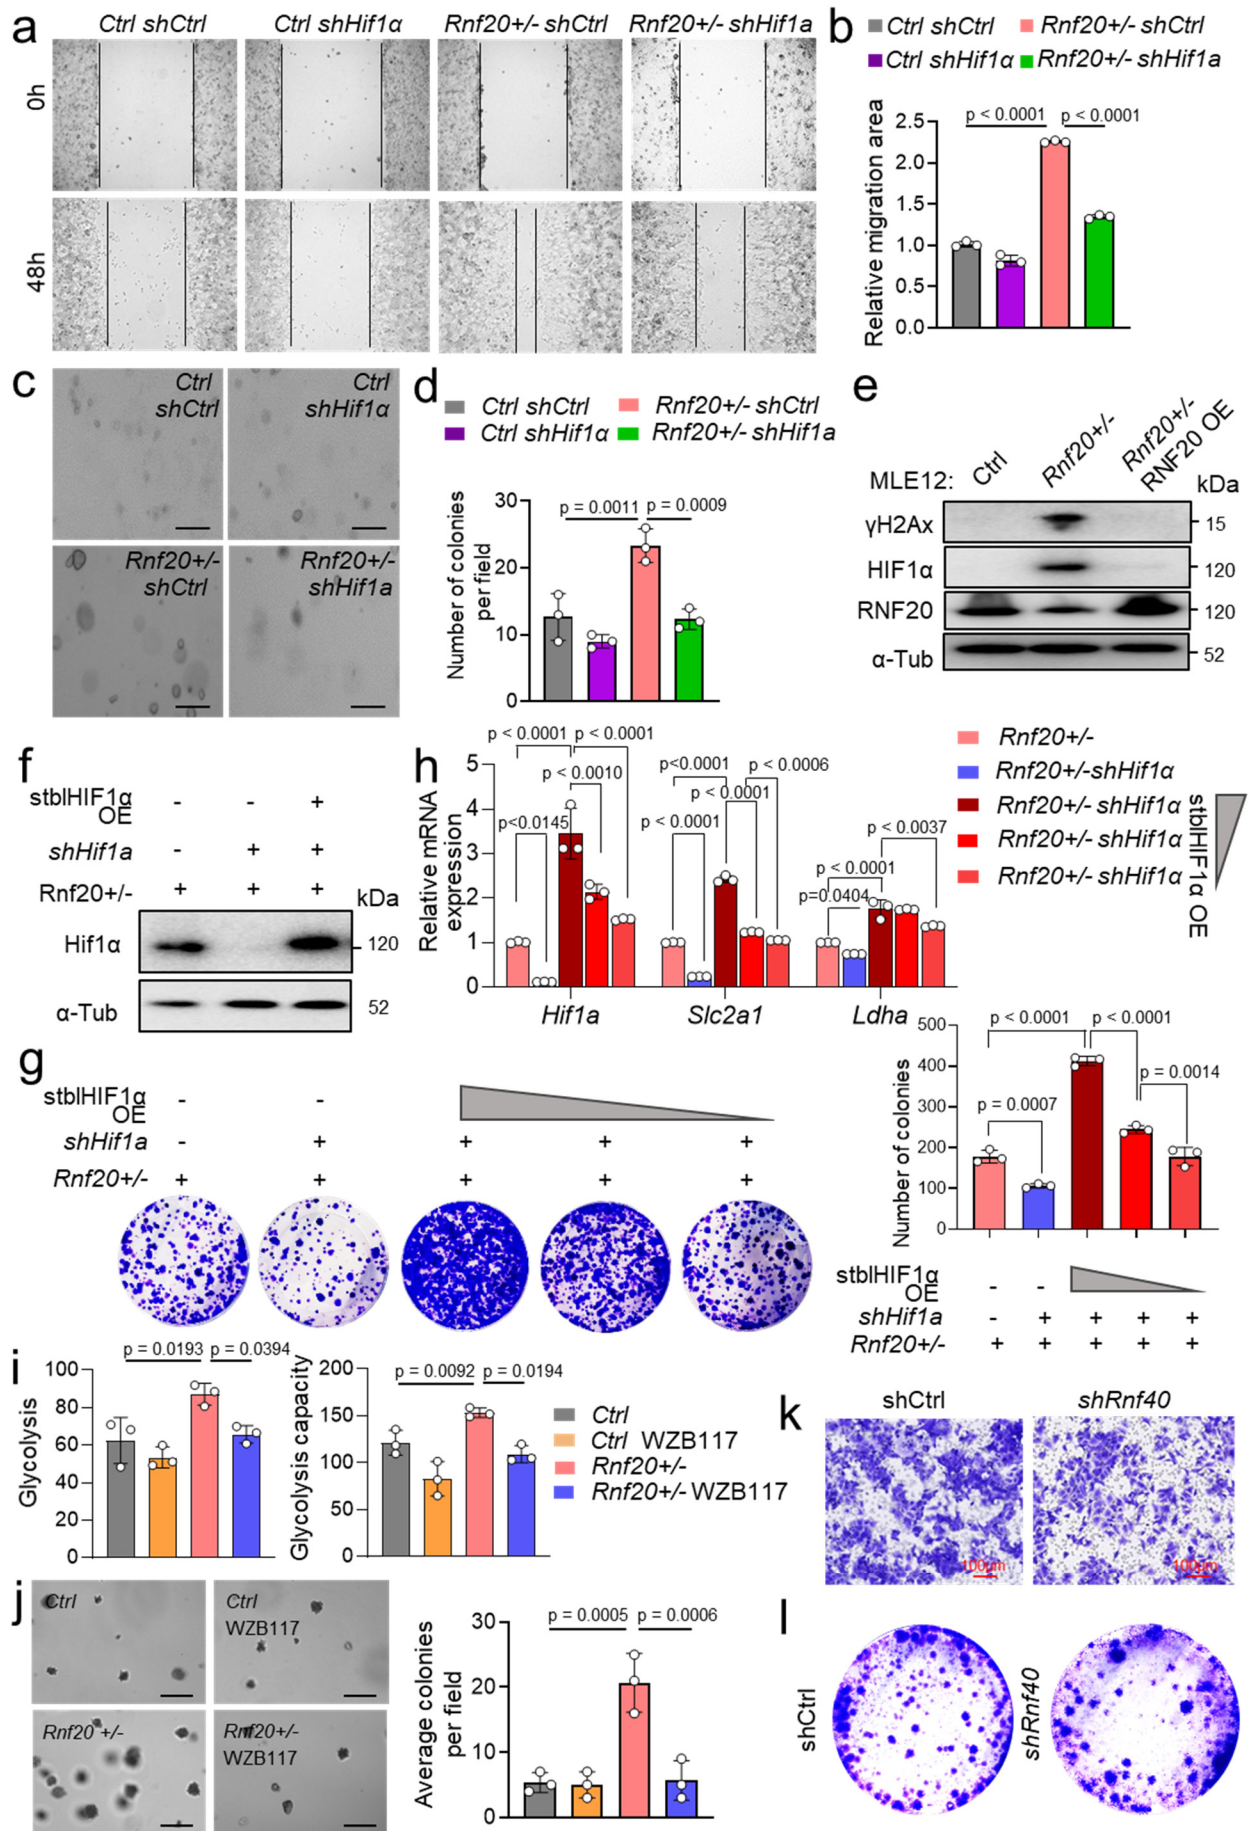 a
Ctrl shCtrl
Ctrl shHif1α
Rnf20+/- shCtrl
Rnf20+/- shHif1a
0h
48h
b
Ctrl shCtrl
Rnf20+/- shCtrl
Ctrl shHif1α
Rnf20+/- shHif1a
p < 0.0001
p < 0.0001
Relative migration area
2.5
2.0
1.5
1.0
0.5
0.0
c
Ctrl
shCtrl
Ctrl
shHif1α
Rnf20+/-
shCtrl
Rnf20+/-
shHif1a
d
Ctrl shCtrl
Rnf20+/- shCtrl
Ctrl shHif1α
Rnf20+/- shHif1a
Number of colonies
per field
30
20
10
0
p = 0.0011
p = 0.0009
e
MLE12:
Ctrl
Rnf20+/-
Rnf20+/-
RNF20 OE
kDa
γH2Ax
15
HIF1α
120
RNF20
120
α-Tub
52
f
stblHIF1α
OE
- - +
shHif1a
- + +
Rnf20+/-
+ + +
kDa
Hif1α
120
α-Tub
52
h
Relative mRNA
expression
5
4
3
2
1
0
p < 0.0001
p < 0.0001
p < 0.0010
p<0.0145
p<0.0001
p < 0.0006
p < 0.0001
p < 0.0001
p < 0.0037
p < 0.0001
p=0.0404
Hif1a
Slc2a1
Ldha
Rnf20+/-
Rnf20+/-shHif1α
Rnf20+/- shHif1α
Rnf20+/- shHif1α
Rnf20+/- shHif1α
stblHIF1α OE
g
stblHIF1α
OE
- -
shHif1a
- + + + +
Rnf20+/-
+ + + + +
Number of colonies
500
400
300
200
100
0
p < 0.0001
p < 0.0001
p = 0.0014
p = 0.0007
stblHIF1α
OE
- -
shHif1a
- + + + +
Rnf20+/-
+ + + + +
i
Glycolysis
100
80
60
40
20
0
p = 0.0193
p = 0.0394
Glycolysis capacity
200
150
100
50
0
p = 0.0092
p = 0.0194
Ctrl
Ctrl WZB117
Rnf20+/-
Rnf20+/- WZB117
j
Ctrl
Ctrl
WZB117
Rnf20 +/-
Rnf20+/-
WZB117
Average colonies
per field
30
20
10
0
p = 0.0005
p = 0.0006
k
shCtrl
shRnf40
100µm
100µm
l
shCtrl
shRnf40